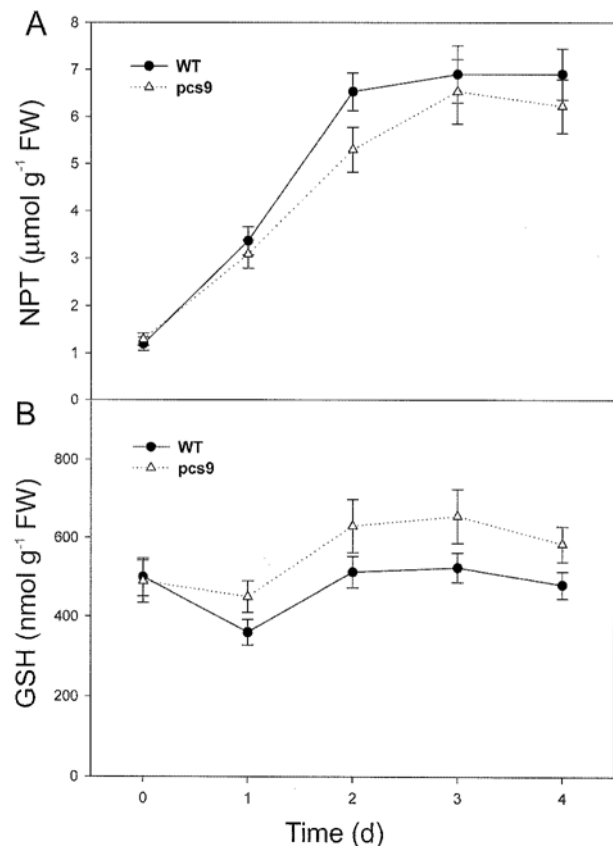 A
8
7
6
5
4
3
2
1
0
NPT (μmol g⁻¹ FW)
WT
pcs9
B
800
600
400
200
0
GSH (nmol g⁻¹ FW)
WT
pcs9
0 1 2 3 4
Time (d)